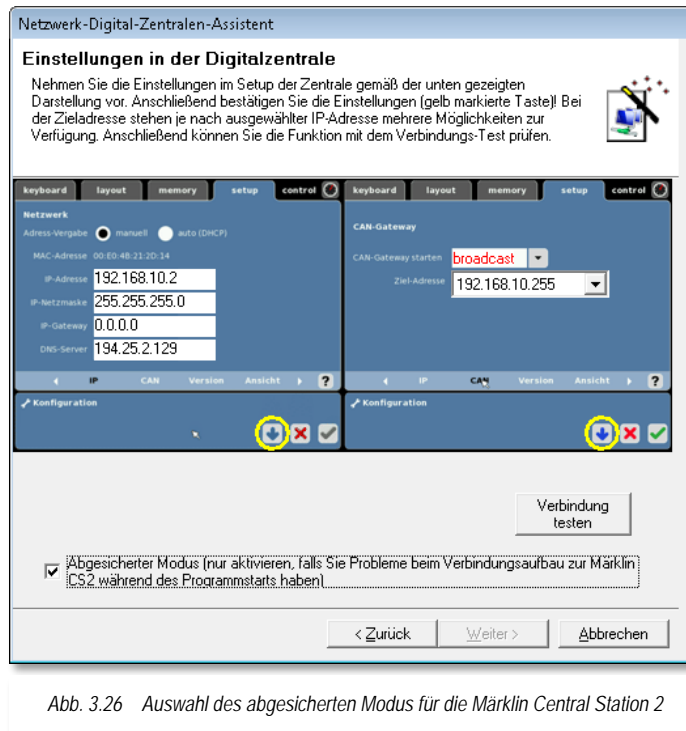 Netzwerk-Digital-Zentralen-Assistent
Einstellungen in der Digitalzentrale
Nehmen Sie die Einstellungen im Setup der Zentrale gemäß der unten gezeigten
Darstellung vor. Anschließend bestätigen Sie die Einstellungen (gelb markierte Taste)! Bei
der Zieladresse stehen je nach ausgewählter IP-Adresse mehrere Möglichkeiten zur
Verfügung. Anschließend können Sie die Funktion mit dem Verbindungs-Test prüfen.
keyboard layout memory setup control
Netzwerk
Adress-Vergabe manuell auto (DHCP)
MAC-Adresse 00:E0:4B:21:2D:14
IP-Adresse 192.168.10.2
IP-Netzmaske 255.255.255.0
IP-Gateway 0.0.0.0
DNS-Server 194.25.2.129
IP CAN Version Ansicht ?
Konfiguration
keyboard layout memory setup control
CAN-Gateway
CAN-Gateway starten broadcast
Ziel-Adresse 192.168.10.255
IP CAN Version Ansicht ?
Konfiguration
Verbindung
testen
Abgesicherter Modus (nur aktivieren, falls Sie Probleme beim Verbindungsaufbau zur Märklin
CS2 während des Programmstarts haben)
< Zurück Weiter > Abbrechen
Abb. 3.26 Auswahl des abgesicherten Modus für die Märklin Central Station 2